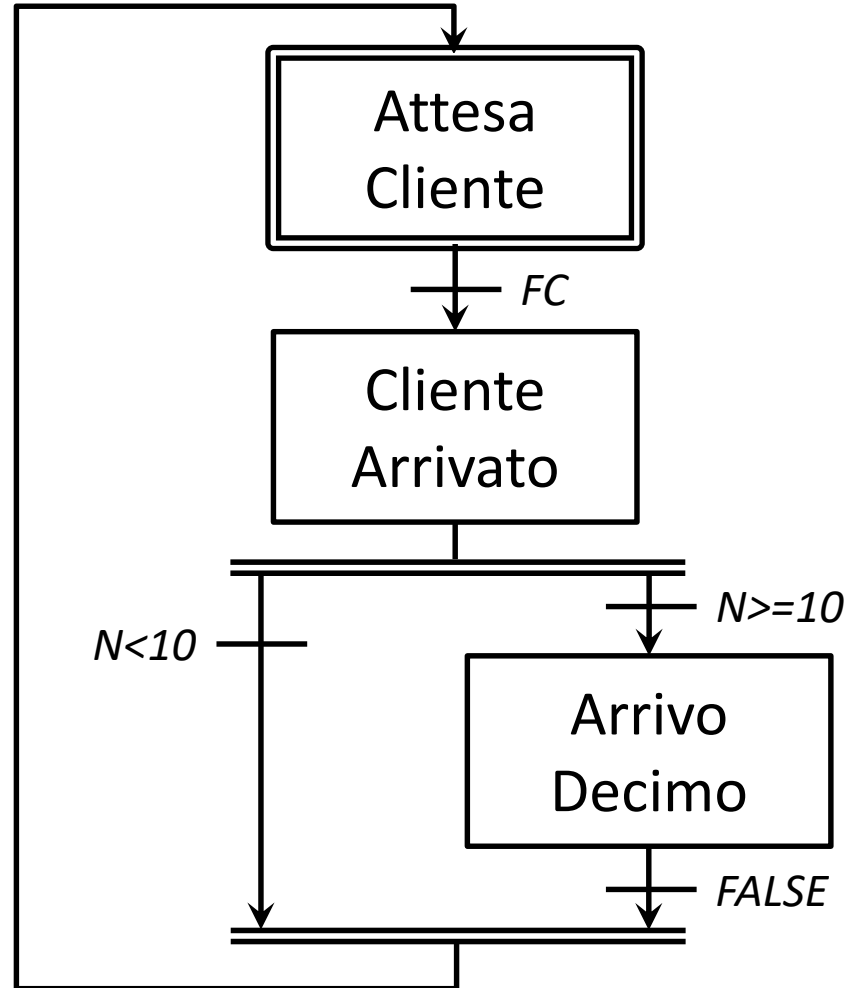 Attesa
Cliente
FC
Cliente
Arrivato
N>=10
N<10
Arrivo
Decimo
FALSE